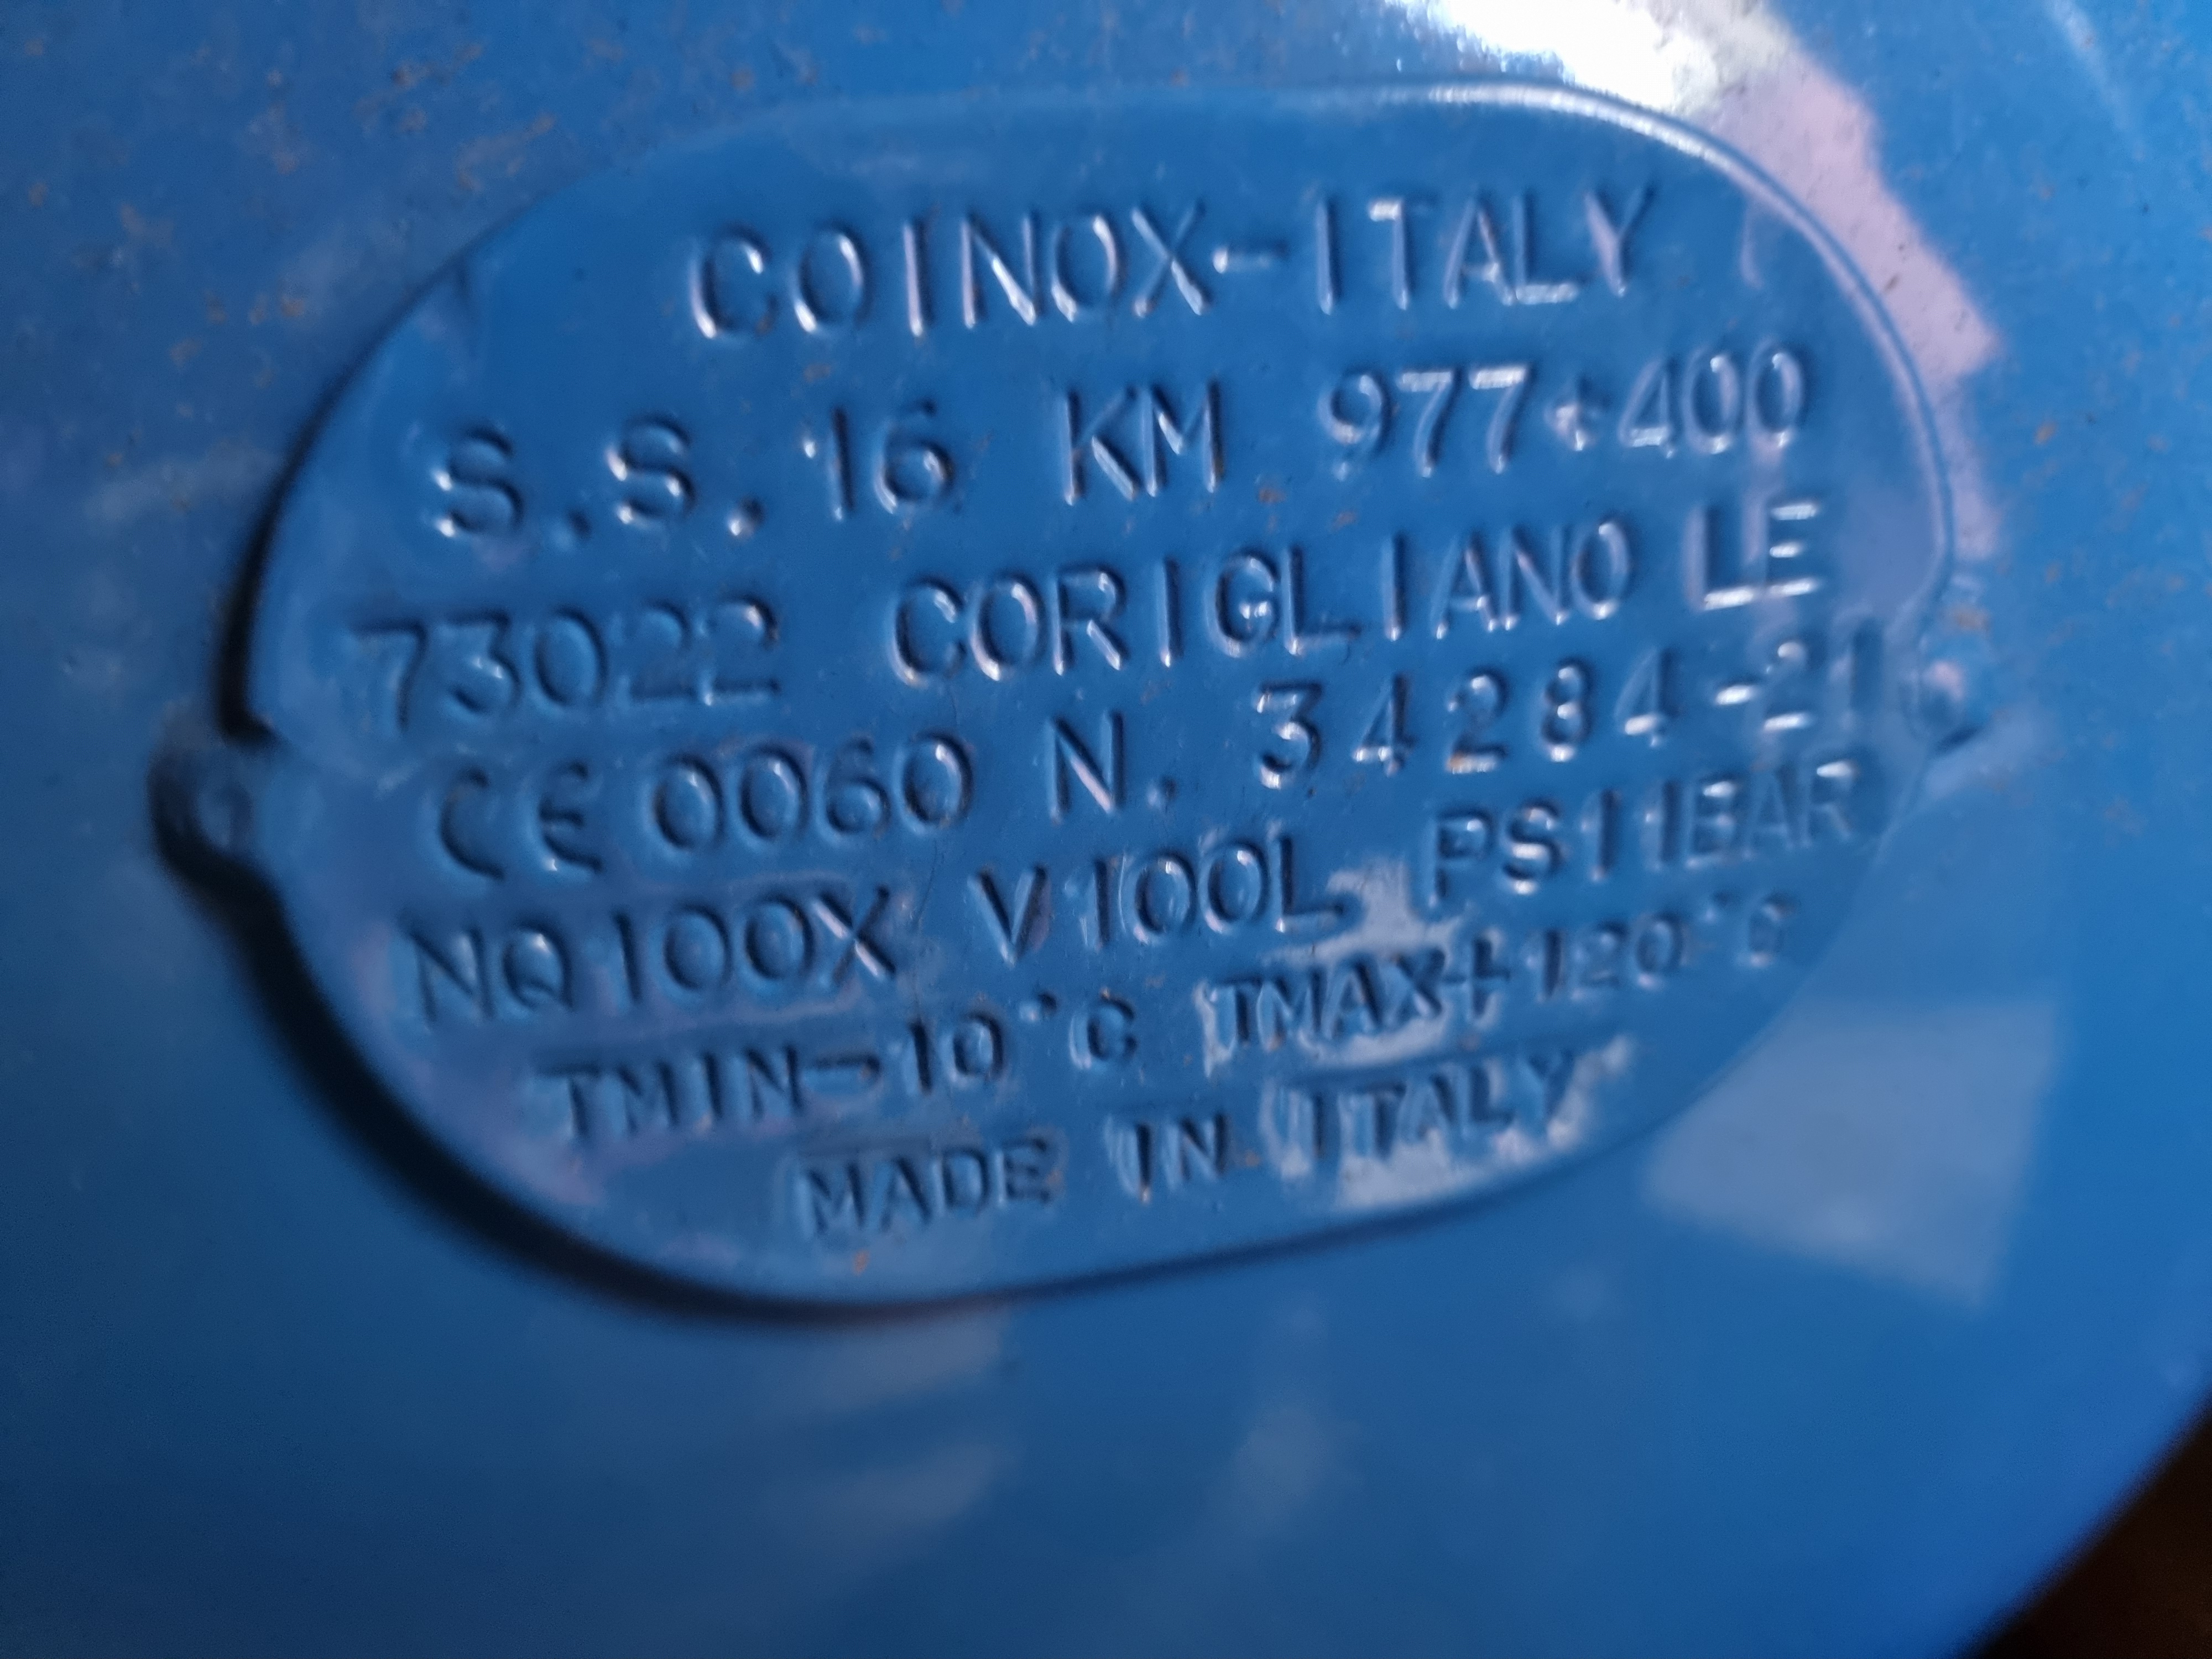 COINOX-ITALY
S.S. 16 KM 977+400
73022 CORIGLIANO LE
CE 0060 N. 34284-21
NQ100X V100L PS11BAR
TMIN-10°C TMAX+120°C
MADE IN ITALY